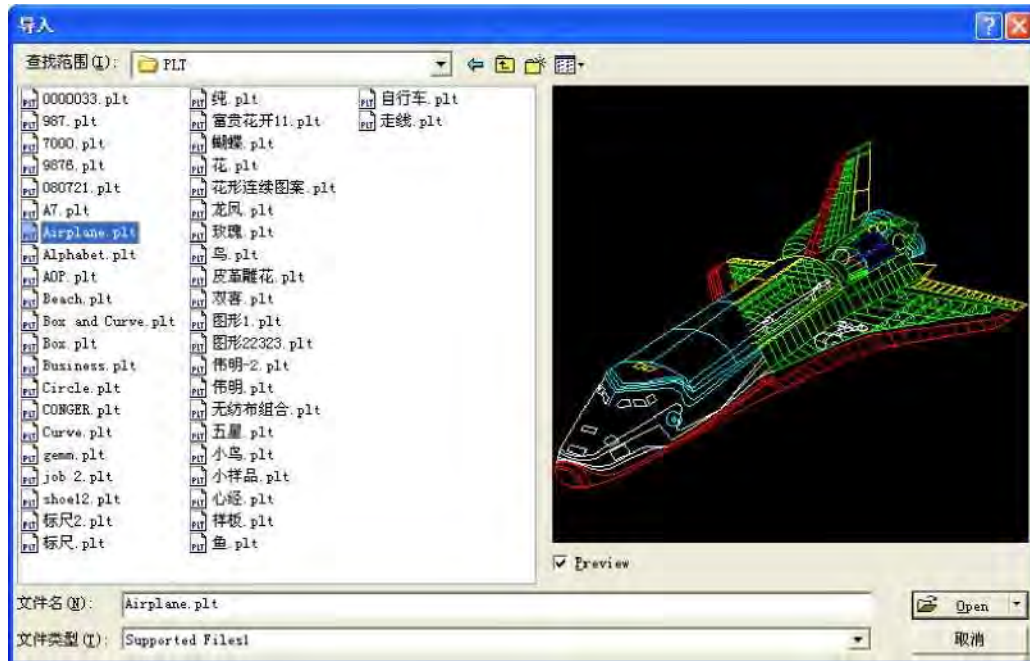 导入
查找范围(I): PLT
0000033.plt
987.plt
7000.plt
9876.plt
080721.plt
A7.plt
Airplane.plt
Alphabet.plt
AOP.plt
Beach.plt
Box and Curve.plt
Box.plt
Business.plt
Circle.plt
CONGER.plt
Curve.plt
gemm.plt
job 2.plt
shoe12.plt
标尺2.plt
标尺.plt
纯.plt
富贵花开11.plt
蝴蝶.plt
花.plt
花形连续图案.plt
龙凤.plt
玫瑰.plt
鸟.plt
皮革雕花.plt
双喜.plt
图形1.plt
图形22323.plt
伟明-2.plt
伟明.plt
无纺布组合.plt
五星.plt
小鸟.plt
小样品.plt
心经.plt
样板.plt
鱼.plt
自行车.plt
走线.plt
Preview
文件名(N): Airplane.plt
Open
文件类型(T): Supported Files1
取消